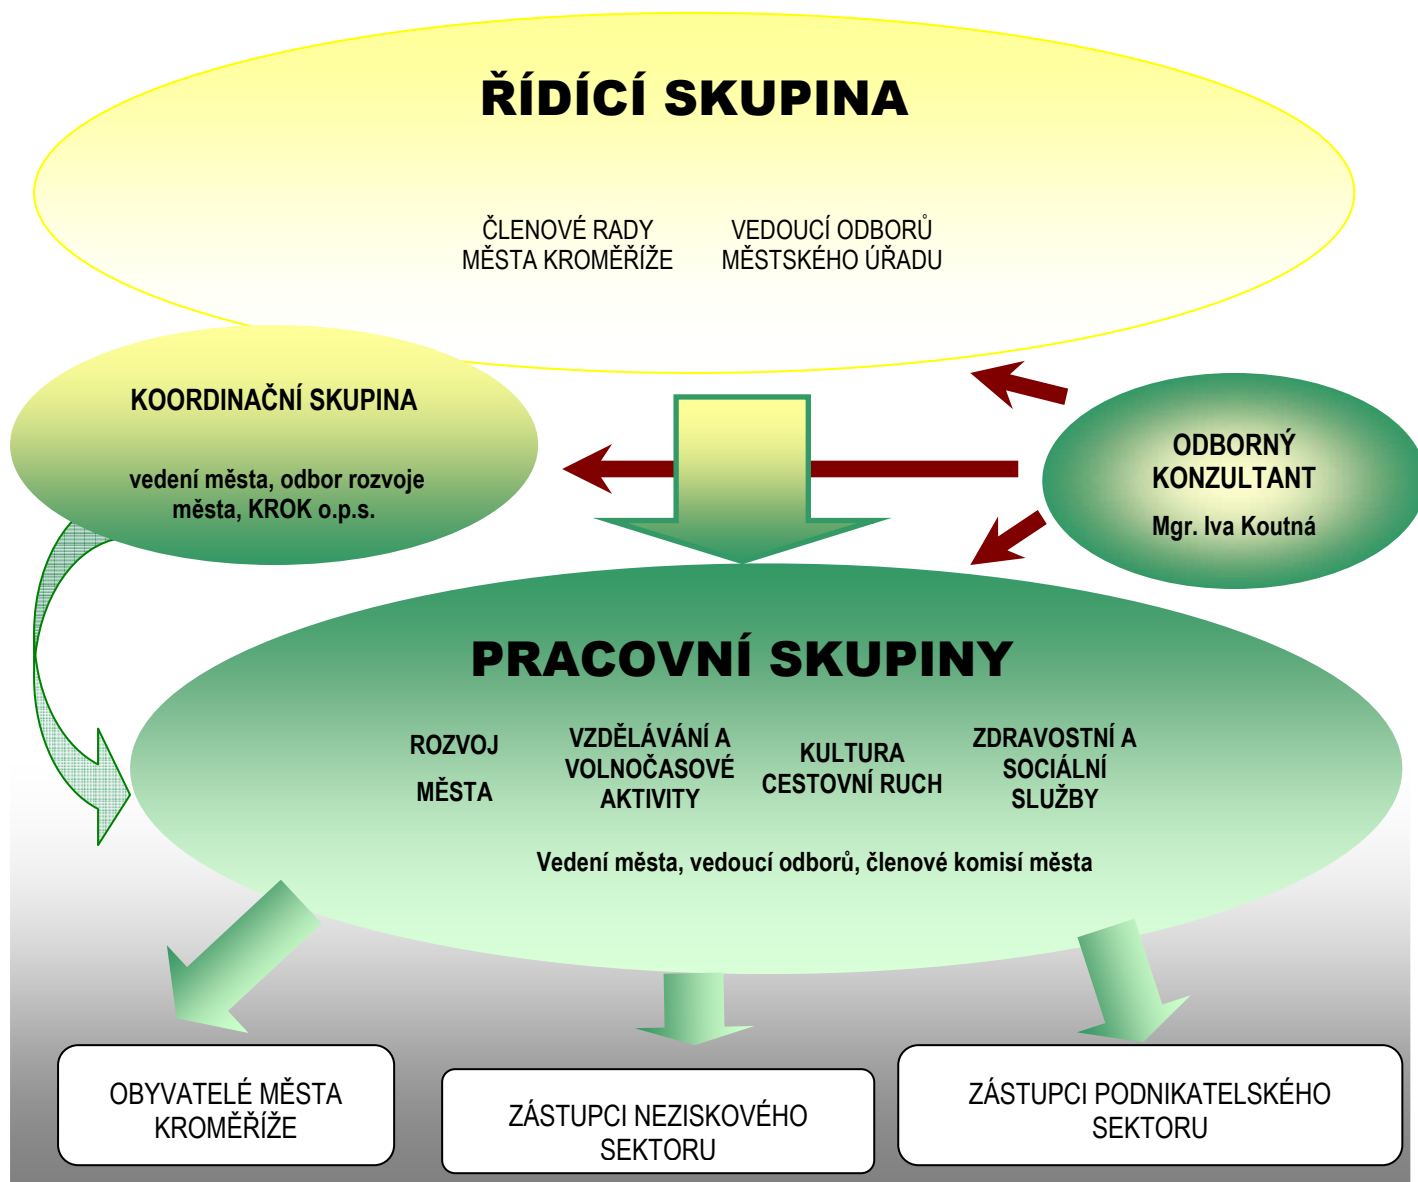 ŘÍDÍCÍ SKUPINA
ČLENOVÉ RADY
MĚSTA KROMĚŘÍŽE
VEDOUCÍ ODBORŮ
MĚSTSKÉHO ÚŘADU
KOORDINAČNÍ SKUPINA
vedení města, odbor rozvoje
města, KROK o.p.s.
ODBORNÝ
KONZULTANT
Mgr. Iva Koutná
PRACOVNÍ SKUPINY
ROZVOJ
MĚSTA
VZDĚLÁVÁNÍ A
VOLNOČASOVÉ
AKTIVITY
KULTURA
CESTOVNÍ RUCH
ZDRAVOSTNÍ A
SOCIÁLNÍ
SLUŽBY
Vedení města, vedoucí odborů, členové komisí města
OBYVATELÉ MĚSTA
KROMĚŘÍŽE
ZÁSTUPCI NEZISKOVÉHO
SEKTORU
ZÁSTUPCI PODNIKATELSKÉHO
SEKTORU